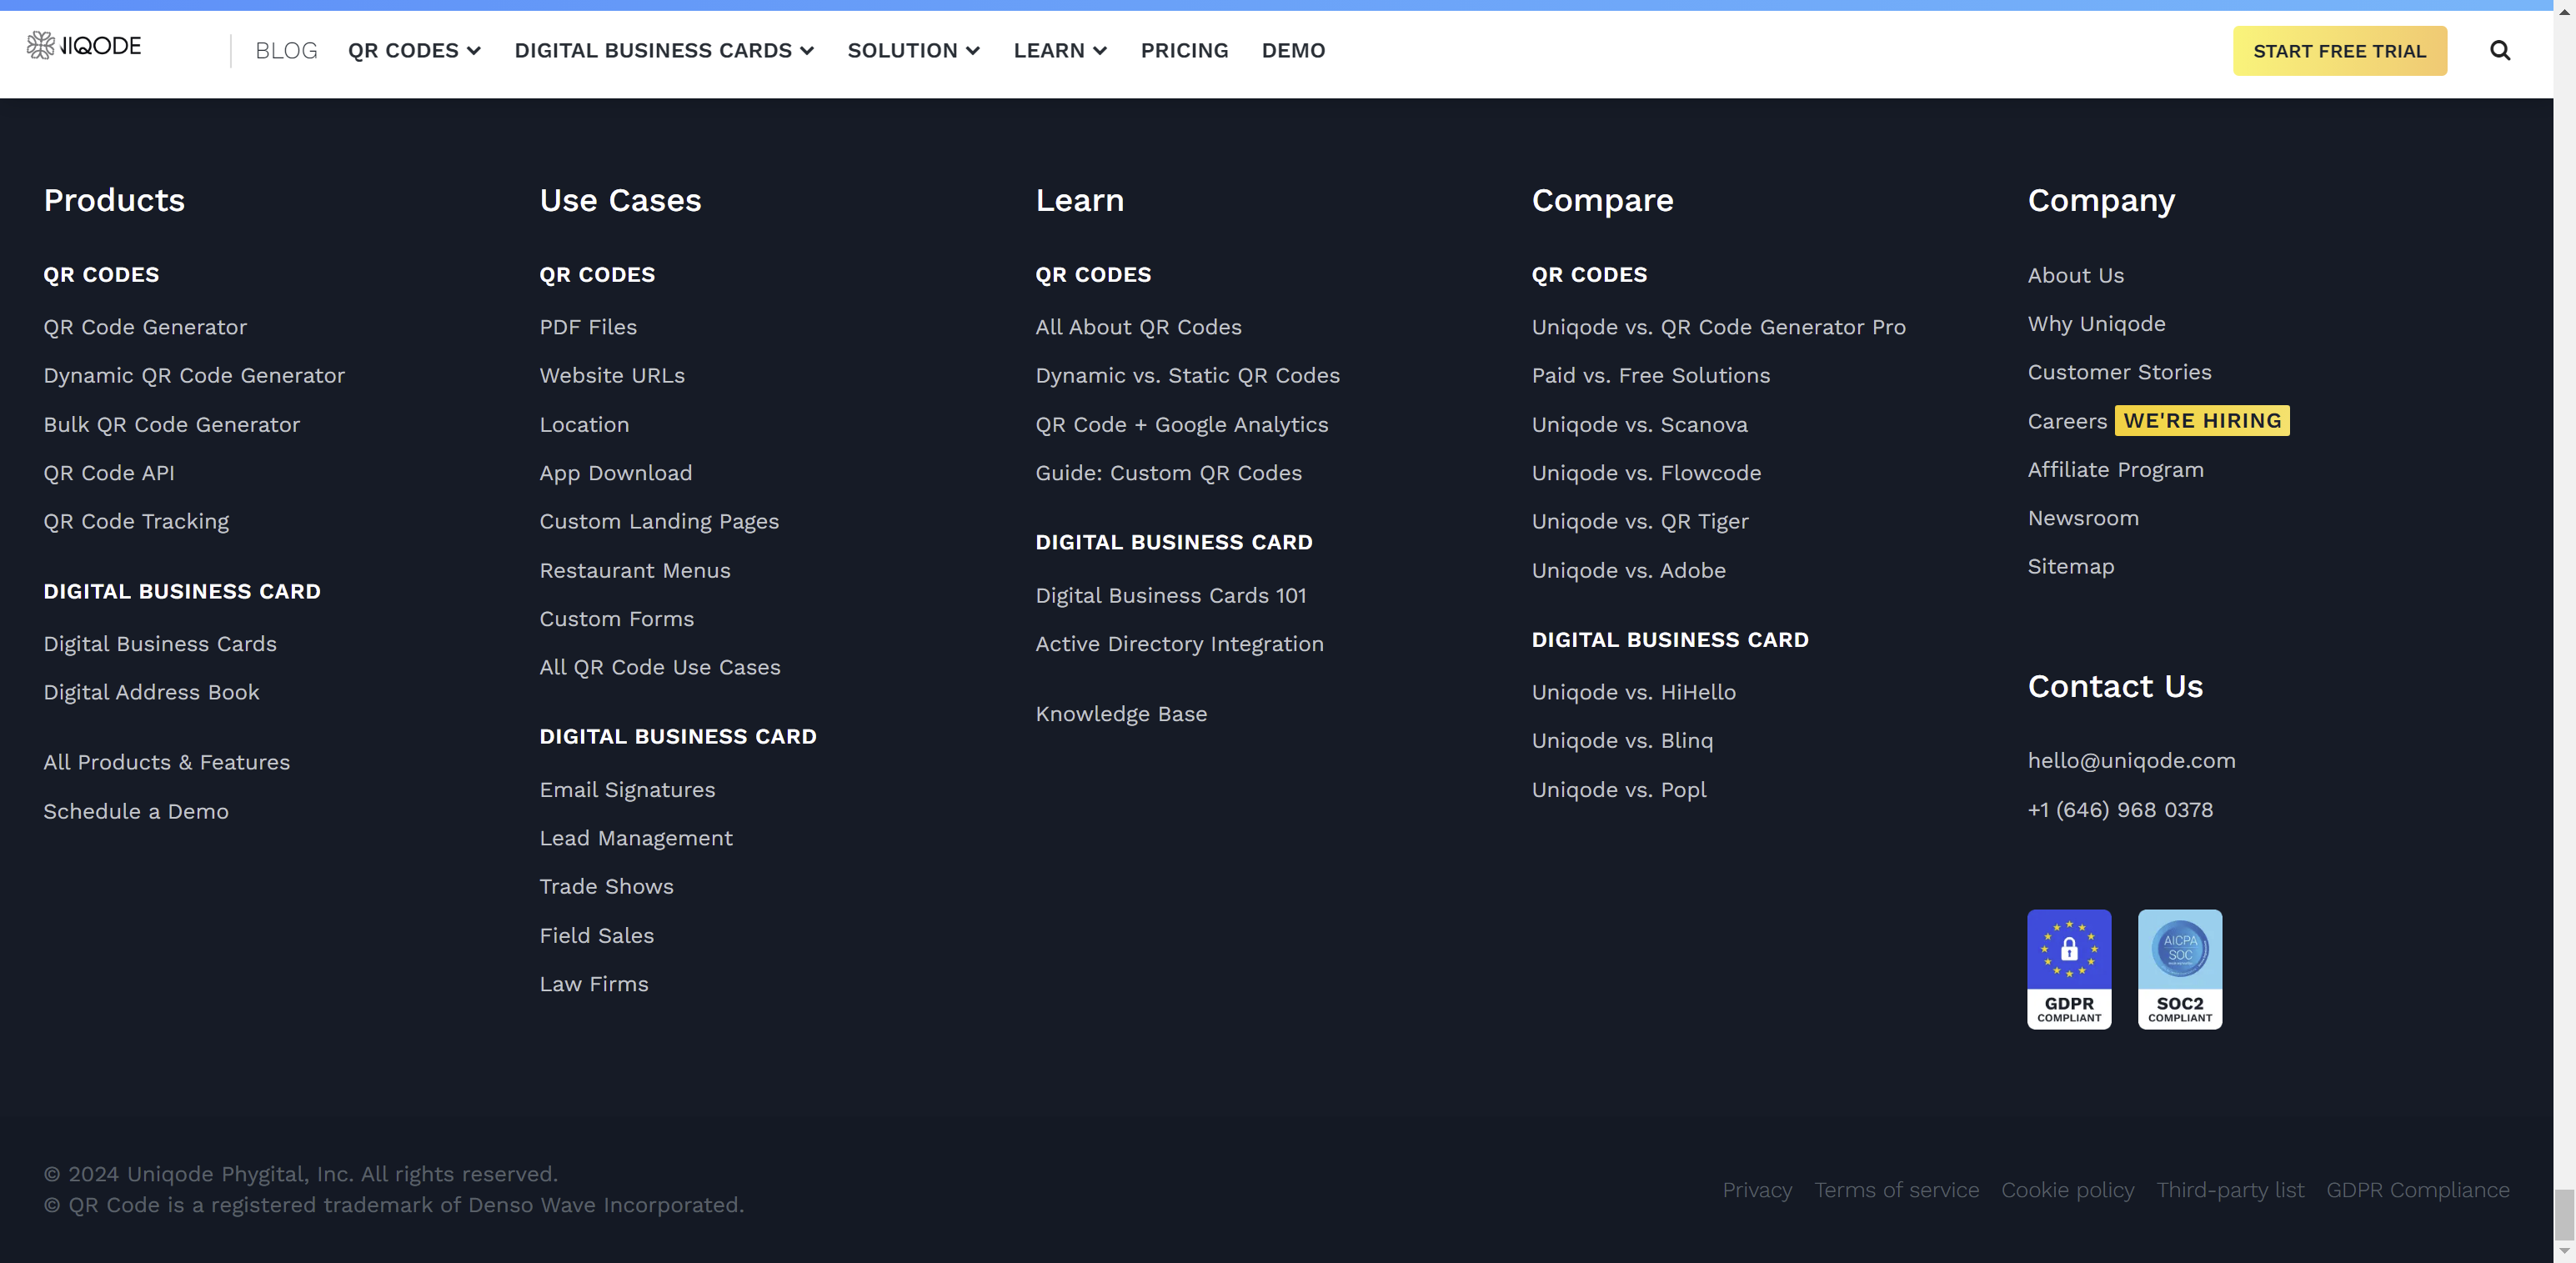 NIQODE
BLOG QR CODES DIGITAL BUSINESS CARDS SOLUTION LEARN PRICING DEMO START FREE TRIAL
Products
QR CODES
QR Code Generator
Dynamic QR Code Generator
Bulk QR Code Generator
QR Code API
QR Code Tracking
DIGITAL BUSINESS CARD
Digital Business Cards
Digital Address Book
All Products & Features
Schedule a Demo
Use Cases
QR CODES
PDF Files
Website URLs
Location
App Download
Custom Landing Pages
Restaurant Menus
Custom Forms
All QR Code Use Cases
DIGITAL BUSINESS CARD
Email Signatures
Lead Management
Trade Shows
Field Sales
Law Firms
Learn
QR CODES
All About QR Codes
Dynamic vs. Static QR Codes
QR Code + Google Analytics
Guide: Custom QR Codes
DIGITAL BUSINESS CARD
Digital Business Cards 101
Active Directory Integration
Knowledge Base
Compare
QR CODES
Uniqode vs. QR Code Generator Pro
Paid vs. Free Solutions
Uniqode vs. Scanova
Uniqode vs. Flowcode
Uniqode vs. QR Tiger
Uniqode vs. Adobe
DIGITAL BUSINESS CARD
Uniqode vs. HiHello
Uniqode vs. Blinq
Uniqode vs. Popl
Company
About Us
Why Uniqode
Customer Stories
Careers WE'RE HIRING
Affiliate Program
Newsroom
Sitemap
Contact Us
hello@uniqode.com
+1 (646) 968 0378
GDPR
COMPLIANT
AICPA
SOC
SOC2
COMPLIANT
© 2024 Uniqode Phygital, Inc. All rights reserved.
© QR Code is a registered trademark of Denso Wave Incorporated.
Privacy Terms of service Cookie policy Third-party list GDPR Compliance